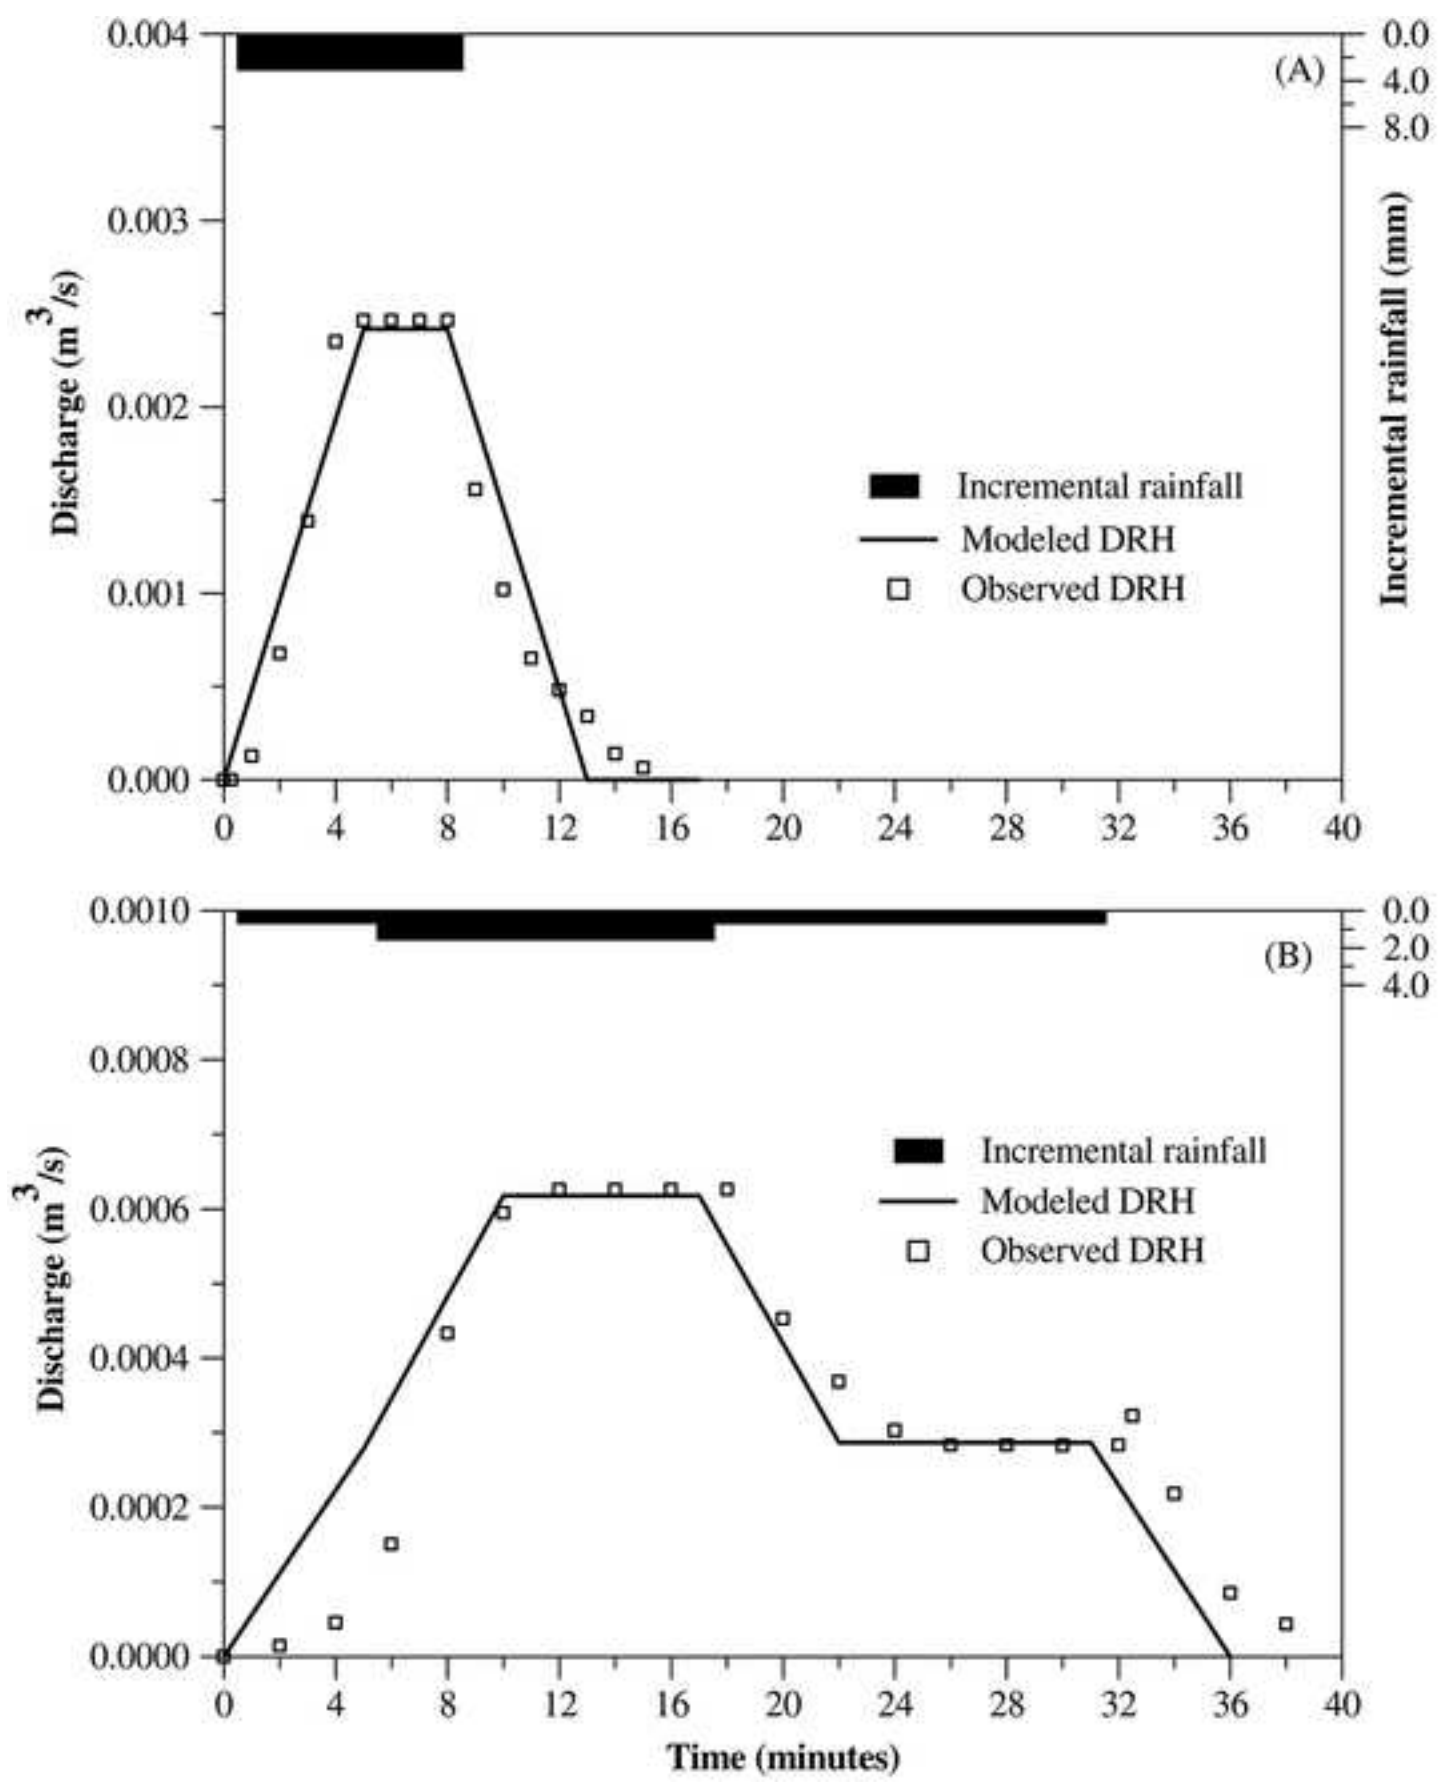 0.004
0.003
0.002
0.001
0.000
Discharge (m³/s)
0.0
4.0
8.0
Incremental rainfall (mm)
(A)
Incremental rainfall
Modeled DRH
Observed DRH
0 4 8 12 16 20 24 28 32 36 40
0.0010
0.0008
0.0006
0.0004
0.0002
0.0000
Discharge (m³/s)
0.0
2.0
4.0
(B)
Incremental rainfall
Modeled DRH
Observed DRH
0 4 8 12 16 20 24 28 32 36 40
Time (minutes)